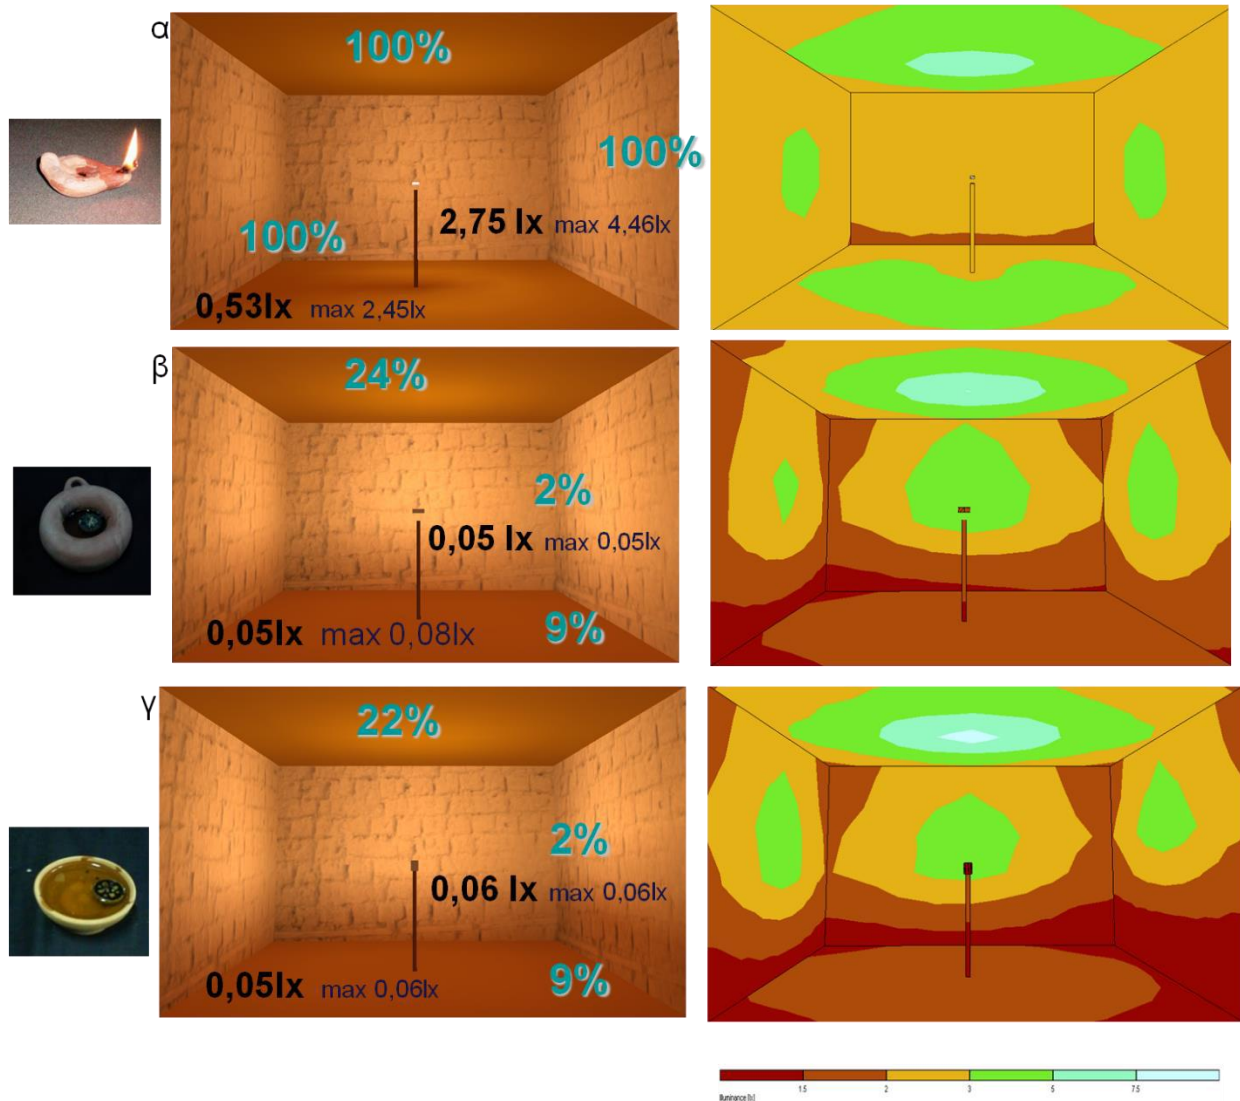 α
100%
100%
100%
2,75 lx max 4,46lx
0,53lx max 2,45lx
β
24%
2%
0,05 lx max 0,05lx
0,05lx max 0,08lx
9%
γ
22%
2%
0,06 lx max 0,06lx
0,05lx max 0,06lx
9%
1.5 2 3 5 7.5
Illuminance [lx]